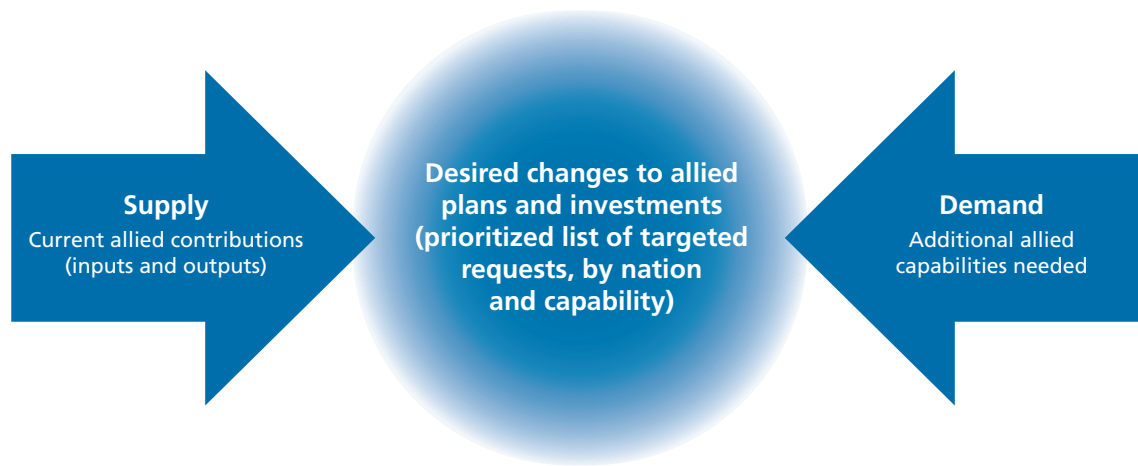 Supply
Current allied contributions
(inputs and outputs)
Desired changes to allied
plans and investments
(prioritized list of targeted
requests, by nation
and capability)
Demand
Additional allied
capabilities needed